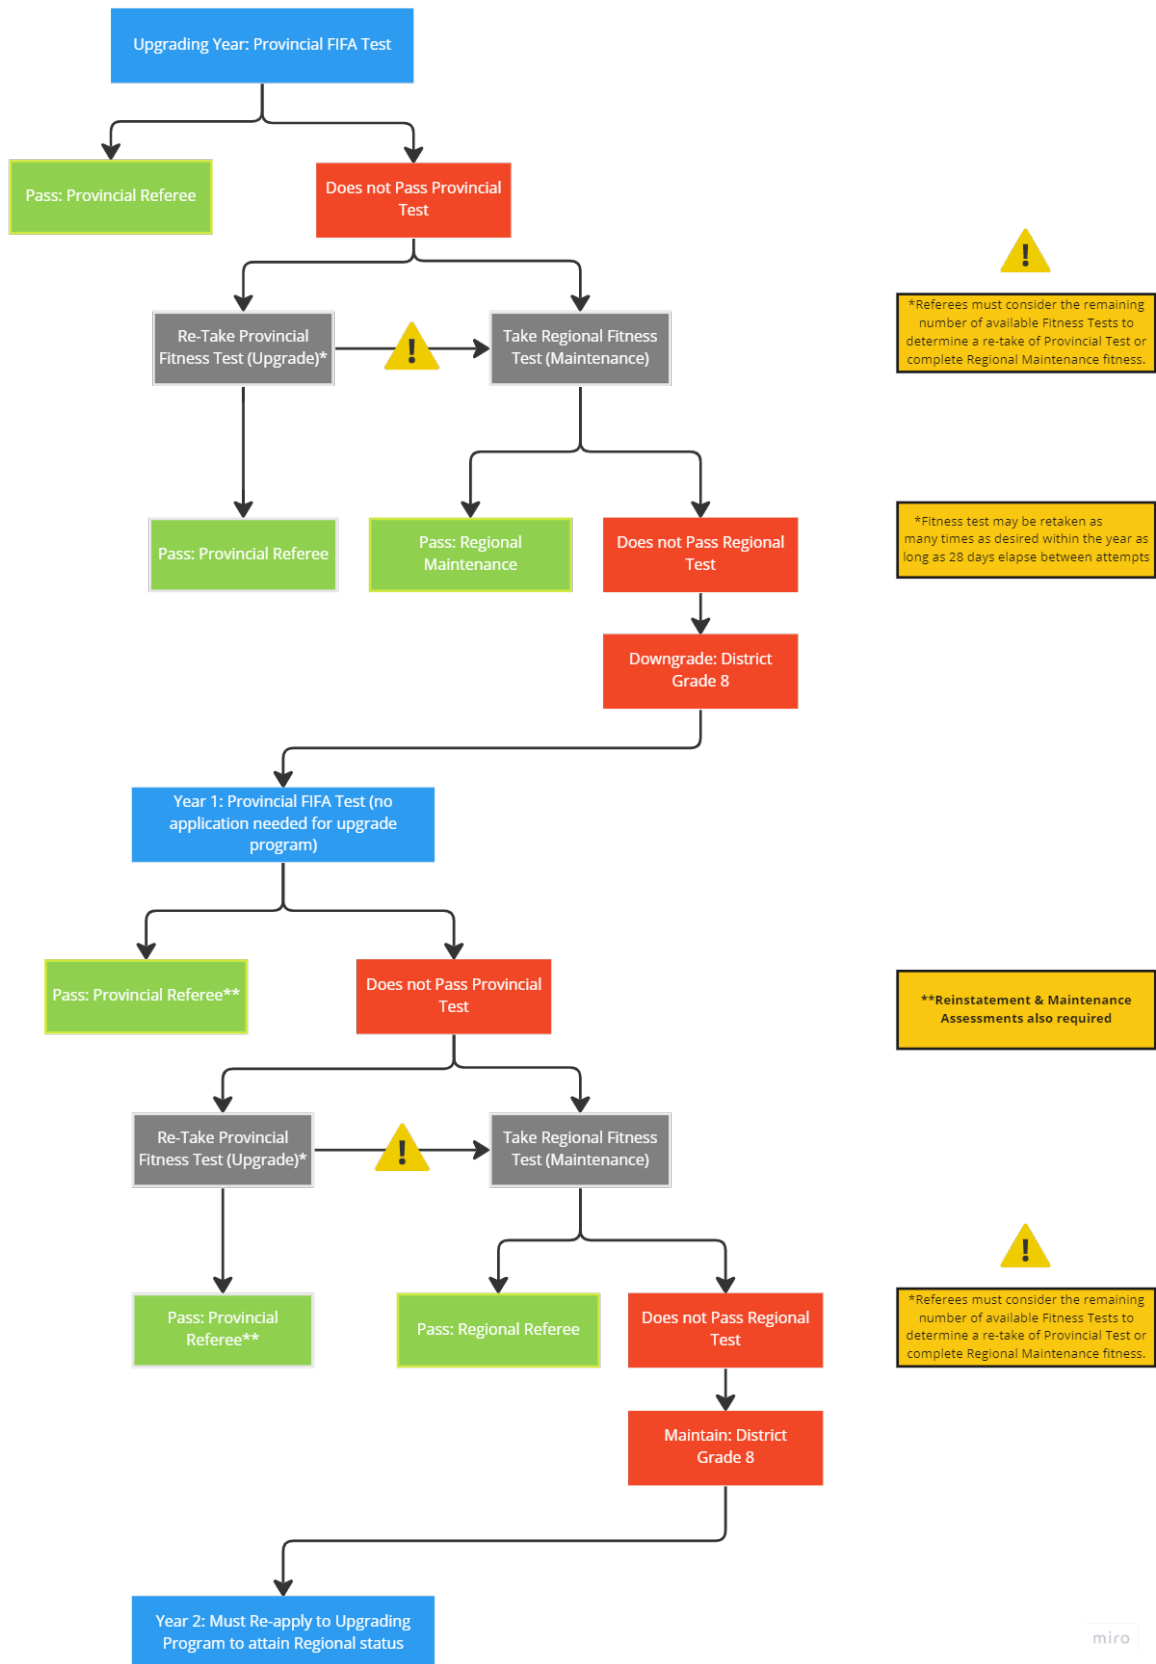 Upgrading Year: Provincial FIFA Test
Pass: Provincial Referee
Does not Pass Provincial
Test
*Referees must consider the remaining
number of available Fitness Tests to
determine a re-take of Provincial Test or
complete Regional Maintenance fitness.
Re-Take Provincial
Fitness Test (Upgrade)*
Take Regional Fitness
Test (Maintenance)
Pass: Provincial Referee
Pass: Regional
Maintenance
Does not Pass Regional
Test
*Fitness test may be retaken as
many times as desired within the year as
long as 28 days elapse between attempts
Downgrade: District
Grade 8
Year 1: Provincial FIFA Test (no
application needed for upgrade
program)
Pass: Provincial Referee**
Does not Pass Provincial
Test
**Reinstatement & Maintenance
Assessments also required
Re-Take Provincial
Fitness Test (Upgrade)*
Take Regional Fitness
Test (Maintenance)
Pass: Provincial
Referee**
Pass: Regional Referee
Does not Pass Regional
Test
*Referees must consider the remaining
number of available Fitness Tests to
determine a re-take of Provincial Test or
complete Regional Maintenance fitness.
Maintain: District
Grade 8
Year 2: Must Re-apply to Upgrading
Program to attain Regional status
miro